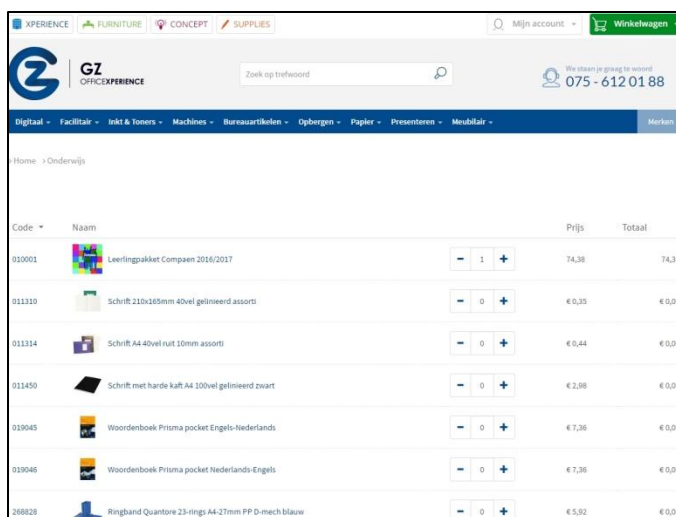 XPERIENCE FURNITURE CONCEPT SUPPLIES Mijn account Winkelwagen
GZ
OFFICEXPERIENCE
Zoek op trefwoord
We staan je graag te woord
075 - 612 01 88
Digitaal Facilitair Inkt & Toners Machines Bureauartikelen Opbergen Papier Presenteren Meubilair Merken
› Home › Onderwijs
Code Naam Prijs Totaal
010001 Leerlingpakket Compaen 2016/2017 - 1 + 74,38 74,3
011310 Schrift 210x165mm 40vel gelinieerd assorti - 0 + € 0,35 € 0,0
011314 Schrift A4 40vel ruit 10mm assorti - 0 + € 0,44 € 0,0
011450 Schrift met harde kaft A4 100vel gelinieerd zwart - 0 + € 2,98 € 0,0
019045 Woordenboek Prisma pocket Engels-Nederlands - 0 + € 7,36 € 0,0
019046 Woordenboek Prisma pocket Nederlands-Engels - 0 + € 7,36 € 0,0
268828 Ringband Quantore 23-rings A4-27mm PP D-mech blauw - 0 + € 5,92 € 0,0